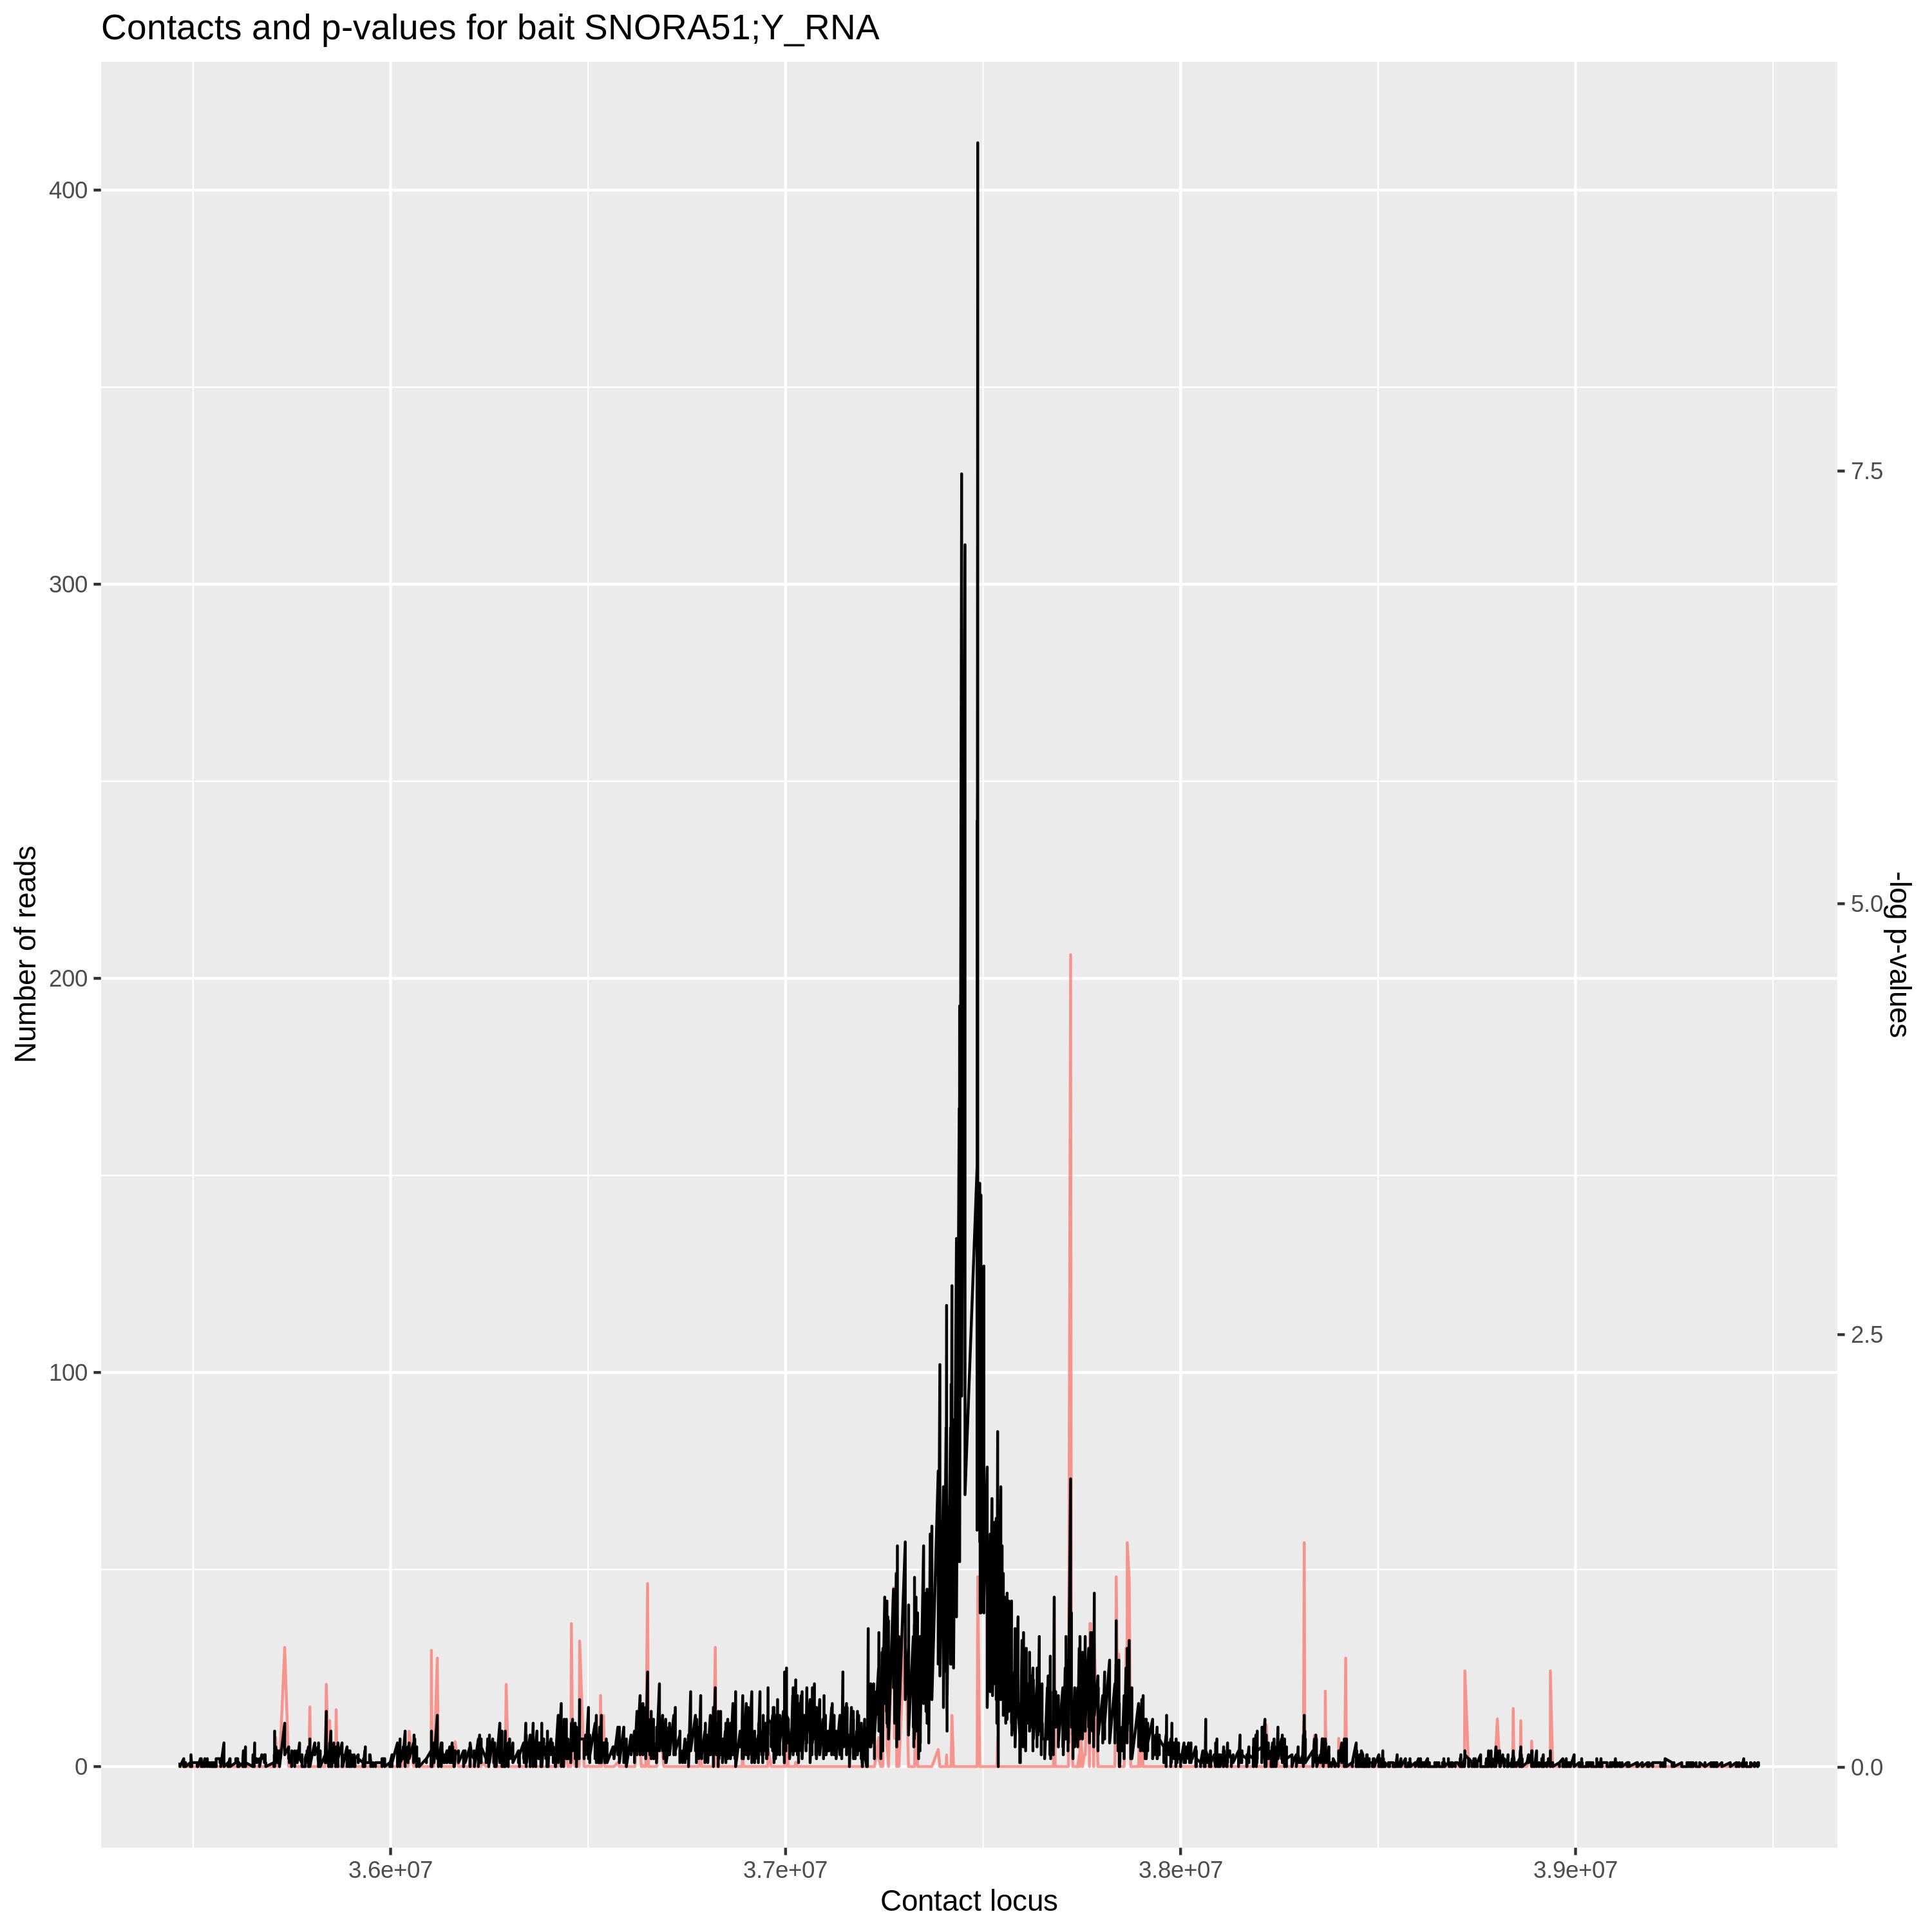 Contacts and p-values for bait SNORA51;Y_RNA
400
300
200
100
0
Number of reads
7.5
5.0
2.5
0.0
-log p-values
3.6e+07
3.7e+07
3.8e+07
3.9e+07
Contact locus